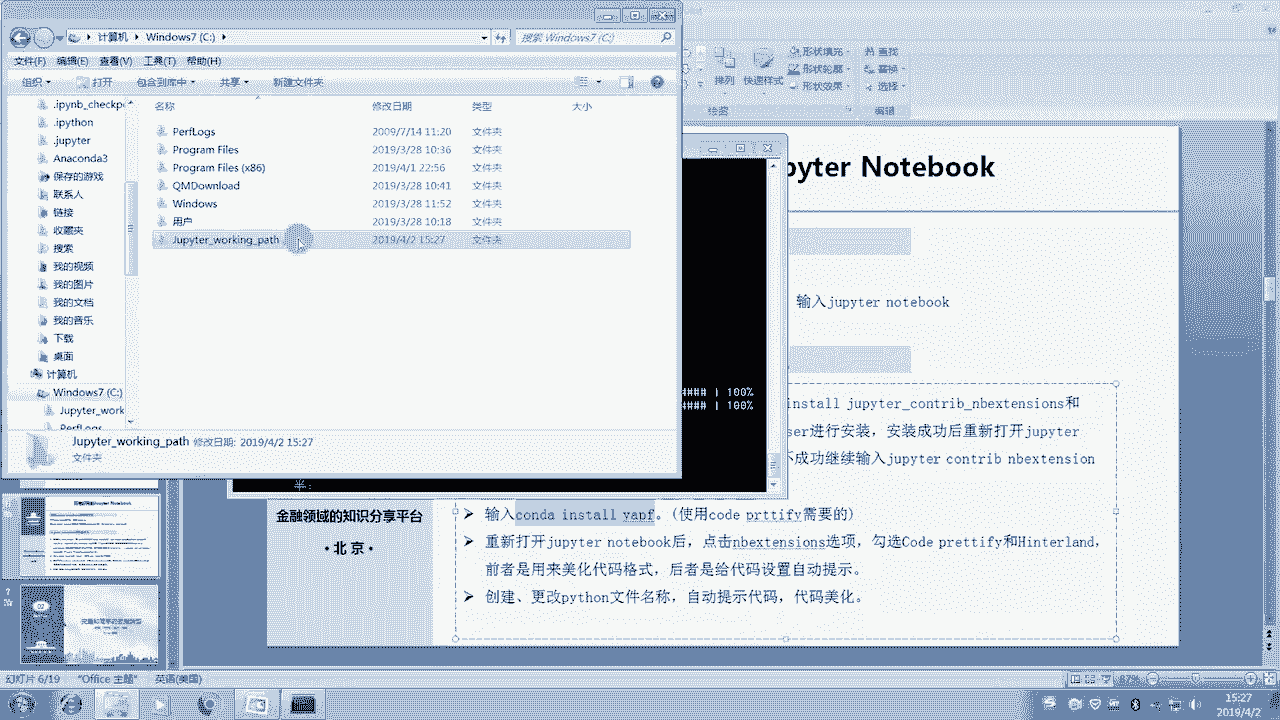 计算机 Windows7 (C:)
搜索 Windows7 (C:)
文件(F) 编辑(E) 查看(V) 工具(T) 帮助(H)
组织 打开 包含到库中 共享 新建文件夹
名称 修改日期 类型 大小
.ipynb_checkp
.ipython
.jupyter
Anaconda3
保存的游戏
联系人
链接
收藏夹
搜索
我的视频
我的图片
我的文档
我的音乐
下载
桌面
计算机
Windows7 (C:)
Jupyter_work
PerfLogs
PerfLogs 2009/7/14 11:20 文件夹
Program Files 2019/3/28 10:36 文件夹
Program Files (x86) 2019/4/1 22:56 文件夹
QMDownload 2019/3/28 10:41 文件夹
Windows 2019/3/28 11:52 文件夹
用户 2019/3/28 10:18 文件夹
Jupyter_working_path 2019/4/2 15:27 文件夹
Jupyter_working_path 修改日期: 2019/4/2 15:27
文件夹
排列 快速样式
形状填充
形状轮廓
形状效果
绘图
查找
替换
选择
编辑
pyter Notebook
输入jupyter notebook
#### | 100%
#### | 100%
install jupyter_contrib_nbextensions和
ser进行安装，安装成功后重新打开jupyter
不成功继续输入jupyter contrib nbextension
半:
金融领域的知识分享平台
·北京·
输入conda install yapf。(使用code prttify需要的)
重新打开jupyter notebook后，点击nbextensions选项，勾选Code prettify和Hinterland，
前者是用来美化代码格式，后者是给代码设置自动提示。
创建、更改python文件名称，自动提示代码，代码美化。
幻灯片 6/19 "Office 主题" 英语(美国)
87%
15:27
2019/4/2